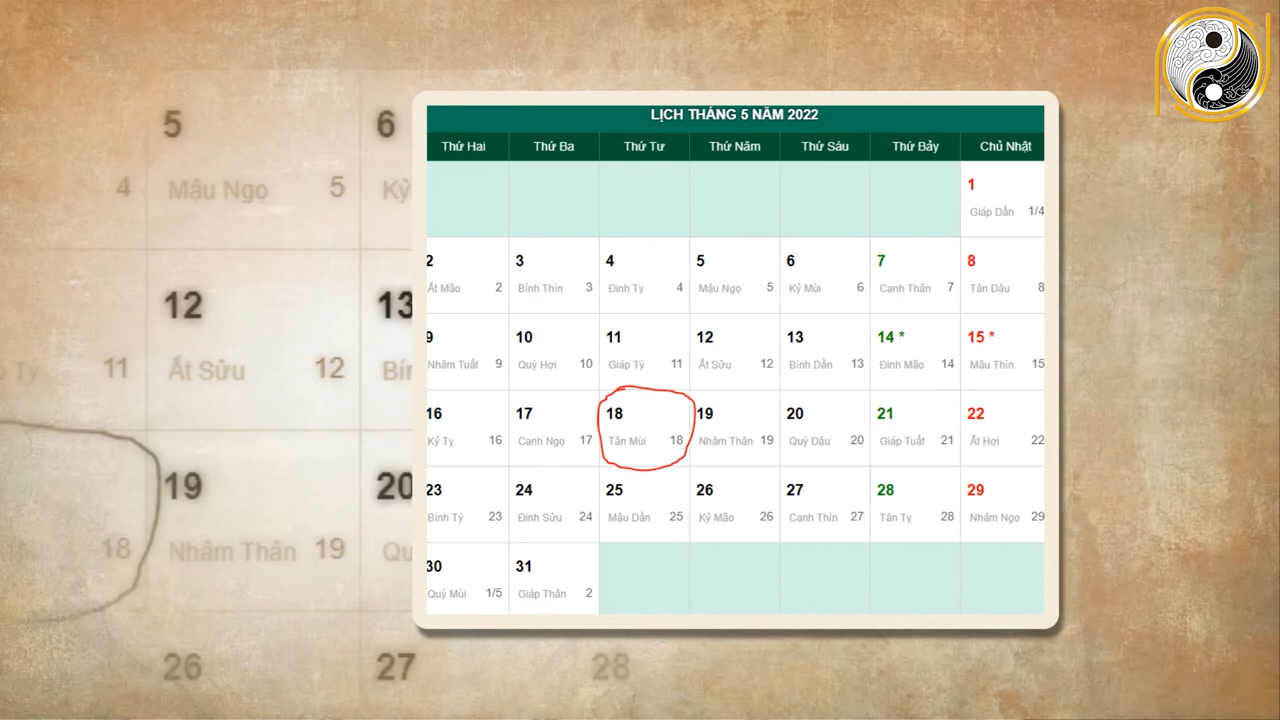 LỊCH THÁNG 5 NĂM 2022
Thứ Hai Thứ Ba Thứ Tư Thứ Năm Thứ Sáu Thứ Bảy Chủ Nhật
1
Giáp Dần 1/4
2 3 4 5 6 7 8
Ất Mão 2 Bính Thìn 3 Đinh Tỵ 4 Mậu Ngọ 5 Kỷ Mùi 6 Canh Thân 7 Tân Dậu 8
9 10 11 12 13 14 * 15 *
Nhâm Tuất 9 Quý Hợi 10 Giáp Tý 11 Ất Sửu 12 Bính Dần 13 Đinh Mão 14 Mậu Thìn 15
16 17 18 19 20 21 22
Kỷ Tỵ 16 Canh Ngọ 17 Tân Mùi 18 Nhâm Thân 19 Quý Dậu 20 Giáp Tuất 21 Ất Hợi 22
23 24 25 26 27 28 29
Bính Tý 23 Đinh Sửu 24 Mậu Dần 25 Kỷ Mão 26 Canh Thìn 27 Tân Tỵ 28 Nhâm Ngọ 29
30 31
Quý Mùi 1/5 Giáp Thân 2
5 6
4 Mậu Ngọ 5 Kỷ
12 13
Tý 11 Ất Sửu 12 Bín
19 20
18 Nhâm Thân 19 Qu
26 27 28